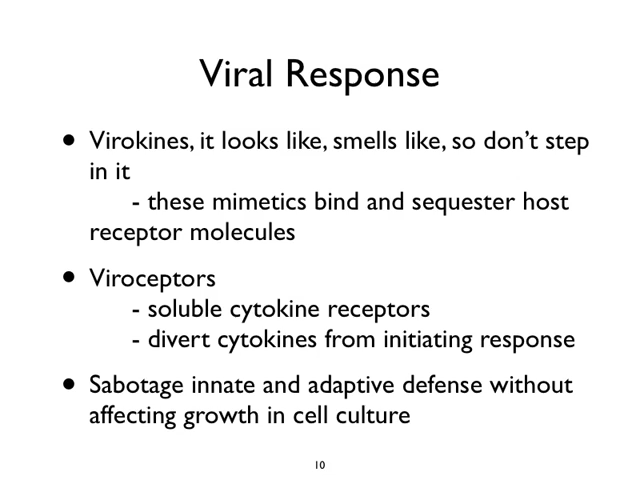 Viral Response
• Virokines, it looks like, smells like, so don’t step
in it
- these mimetics bind and sequester host
receptor molecules
• Viroceptors
- soluble cytokine receptors
- divert cytokines from initiating response
• Sabotage innate and adaptive defense without
affecting growth in cell culture
10